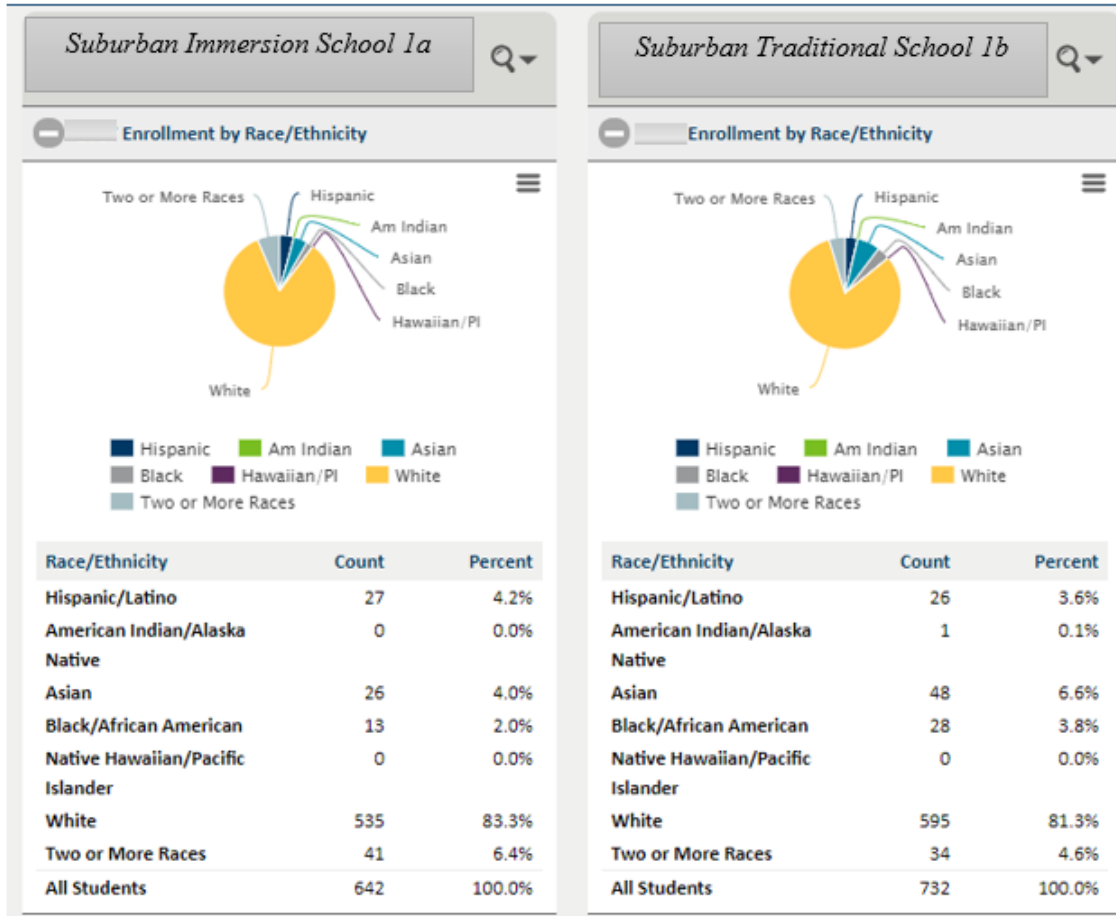 Suburban Immersion School 1a
Enrollment by Race/Ethnicity
Two or More Races
Hispanic
Am Indian
Asian
Black
Hawaiian/PI
White
Hispanic Am Indian Asian
Black Hawaiian/PI White
Two or More Races
Race/Ethnicity Count Percent
Hispanic/Latino 27 4.2%
American Indian/Alaska 0 0.0%
Native
Asian 26 4.0%
Black/African American 13 2.0%
Native Hawaiian/Pacific 0 0.0%
Islander
White 535 83.3%
Two or More Races 41 6.4%
All Students 642 100.0%
Suburban Traditional School 1b
Enrollment by Race/Ethnicity
Two or More Races
Hispanic
Am Indian
Asian
Black
Hawaiian/PI
White
Hispanic Am Indian Asian
Black Hawaiian/PI White
Two or More Races
Race/Ethnicity Count Percent
Hispanic/Latino 26 3.6%
American Indian/Alaska 1 0.1%
Native
Asian 48 6.6%
Black/African American 28 3.8%
Native Hawaiian/Pacific 0 0.0%
Islander
White 595 81.3%
Two or More Races 34 4.6%
All Students 732 100.0%